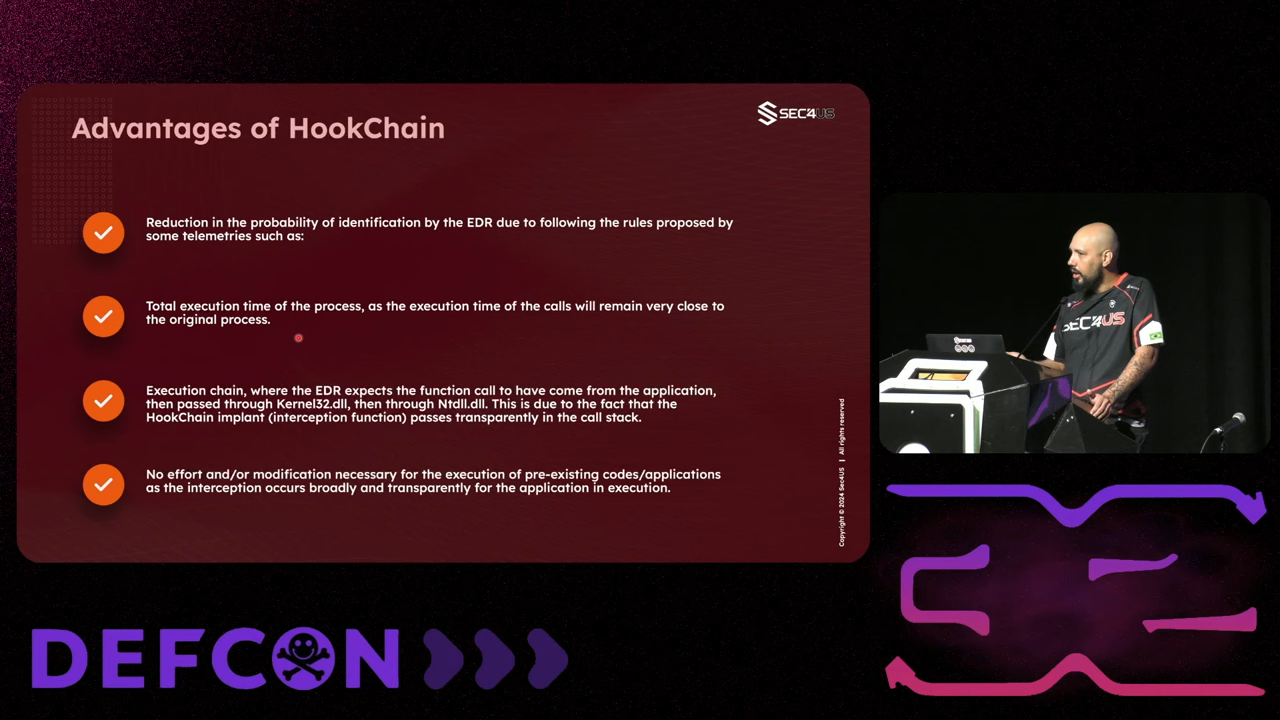 Advantages of HookChain
SEC4US
Reduction in the probability of identification by the EDR due to following the rules proposed by
some telemetries such as:
Total execution time of the process, as the execution time of the calls will remain very close to
the original process.
Execution chain, where the EDR expects the function call to have come from the application,
then passed through Kernel32.dll, then through Ntdll.dll. This is due to the fact that the
HookChain implant (interception function) passes transparently in the call stack.
No effort and/or modification necessary for the execution of pre-existing codes/applications
as the interception occurs broadly and transparently for the application in execution.
Copyright © 2024 Sec4US | All rights reserved
SEC4US
DEFCON